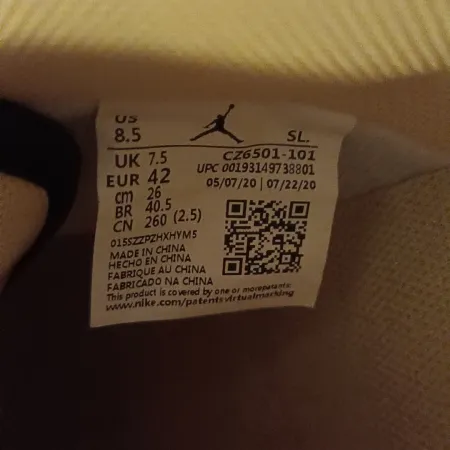 US
8.5 SL.
UK 7.5 CZ6501-101
EUR 42 UPC 00193149738801
cm 26 05/07/20 | 07/22/20
BR 40.5
CN 260 (2.5)
015SZZPZHXHYM5
MADE IN CHINA
HECHO EN CHINA
FABRIQUE AU CHINA
FABRICADO NA CHINA
This product is covered by one or morepatents
www.nike.com/patentsvirtualmarking